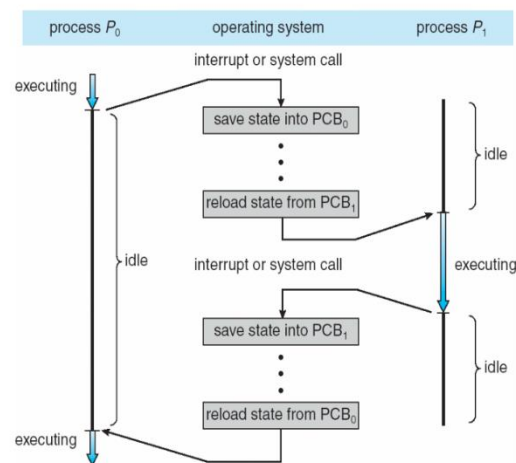 process P₀ operating system process P₁
interrupt or system call
executing
save state into PCB₀
idle
reload state from PCB₁
idle
interrupt or system call
executing
save state into PCB₁
idle
reload state from PCB₀
executing